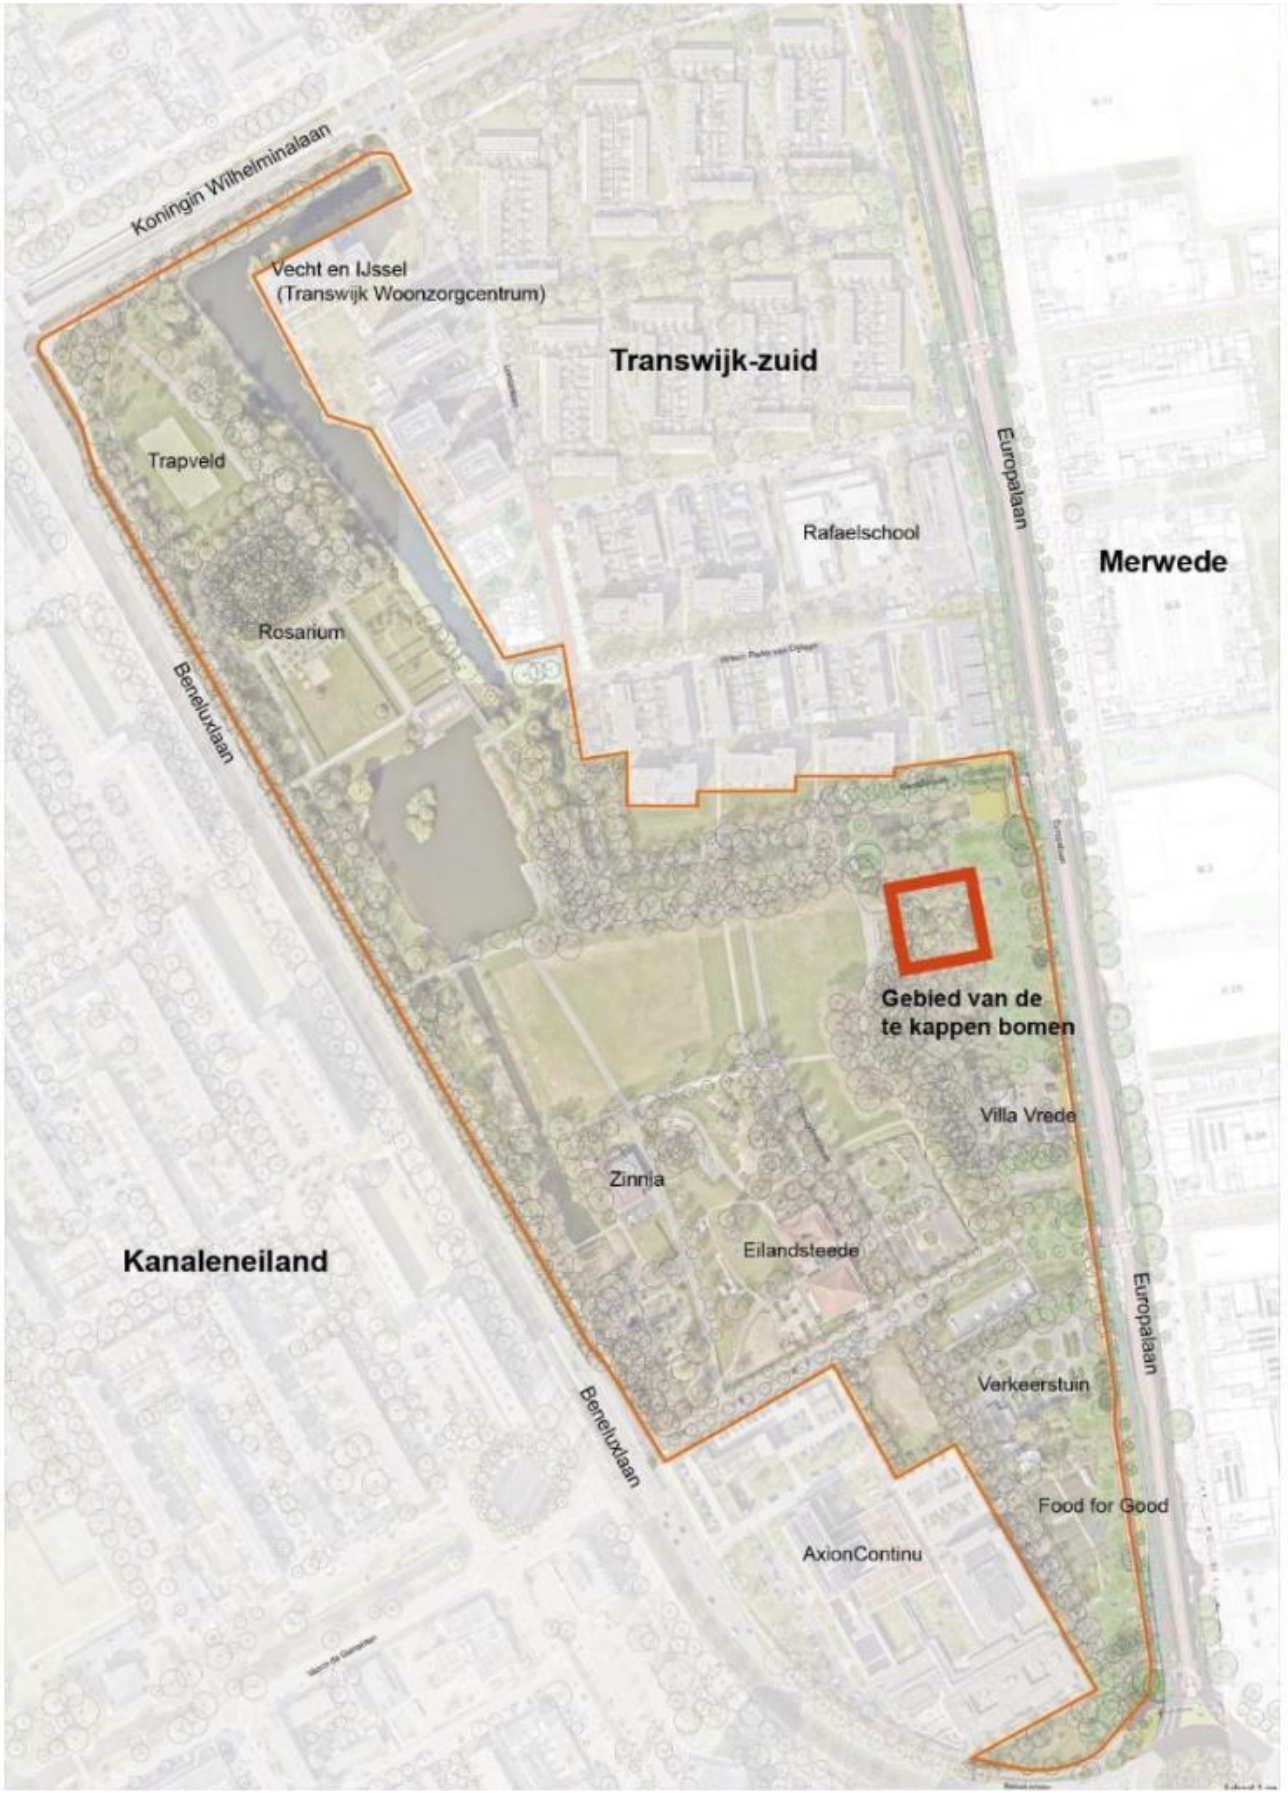 Koningin Wilhelminalaan
Vecht en IJssel
(Transwijk Woonzorgcentrum)
Transwijk-zuid
Trapveld
Europalaan
Rafaelschool
Merwede
Rosarium
Beneluxlaan
Europalaan
Gebied van de
te kappen bomen
Villa Vrede
Zinnia
Eilandsteede
Kanaleneiland
Europalaan
Verkeerstuin
Beneluxlaan
Food for Good
AxionContinu